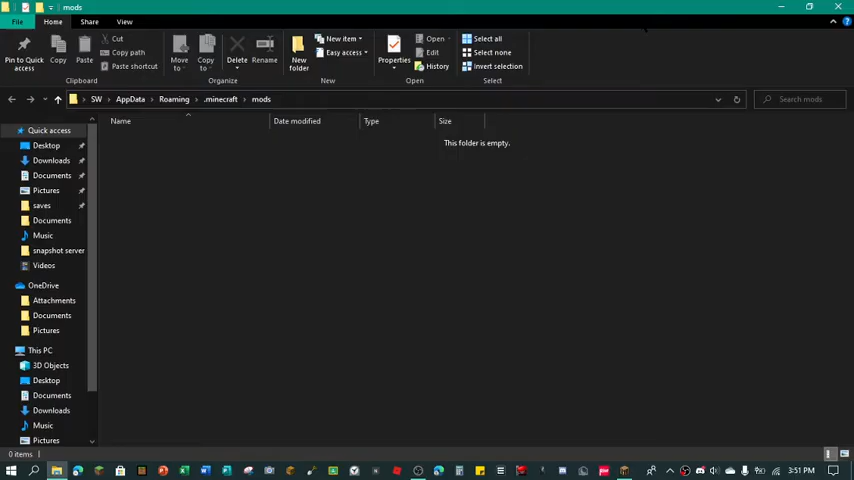 mods
File Home Share View
Pin to Quick access
Copy
Paste
Cut
Copy path
Paste shortcut
Clipboard
Move to
Copy to
Delete
Rename
Organize
New folder
New item
Easy access
New
Properties
Open
Edit
History
Open
Select all
Select none
Invert selection
Select
SW > AppData > Roaming > .minecraft > mods
Search mods
Name Date modified Type Size
This folder is empty.
Quick access
Desktop
Downloads
Documents
Pictures
saves
Documents
Music
snapshot server
Videos
OneDrive
Attachments
Documents
Pictures
This PC
3D Objects
Desktop
Documents
Downloads
Music
Pictures
0 items
3:51 PM